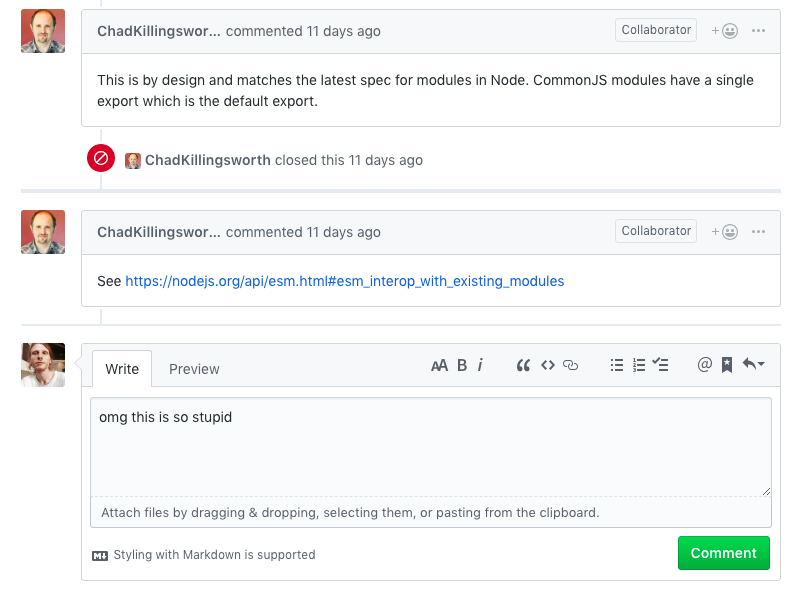 ChadKillingswor... commented 11 days ago Collaborator
This is by design and matches the latest spec for modules in Node. CommonJS modules have a single
export which is the default export.
ChadKillingsworth closed this 11 days ago
ChadKillingswor... commented 11 days ago Collaborator
See https://nodejs.org/api/esm.html#esm_interop_with_existing_modules
Write Preview AA B i
omg this is so stupid
Attach files by dragging & dropping, selecting them, or pasting from the clipboard.
Styling with Markdown is supported
Comment